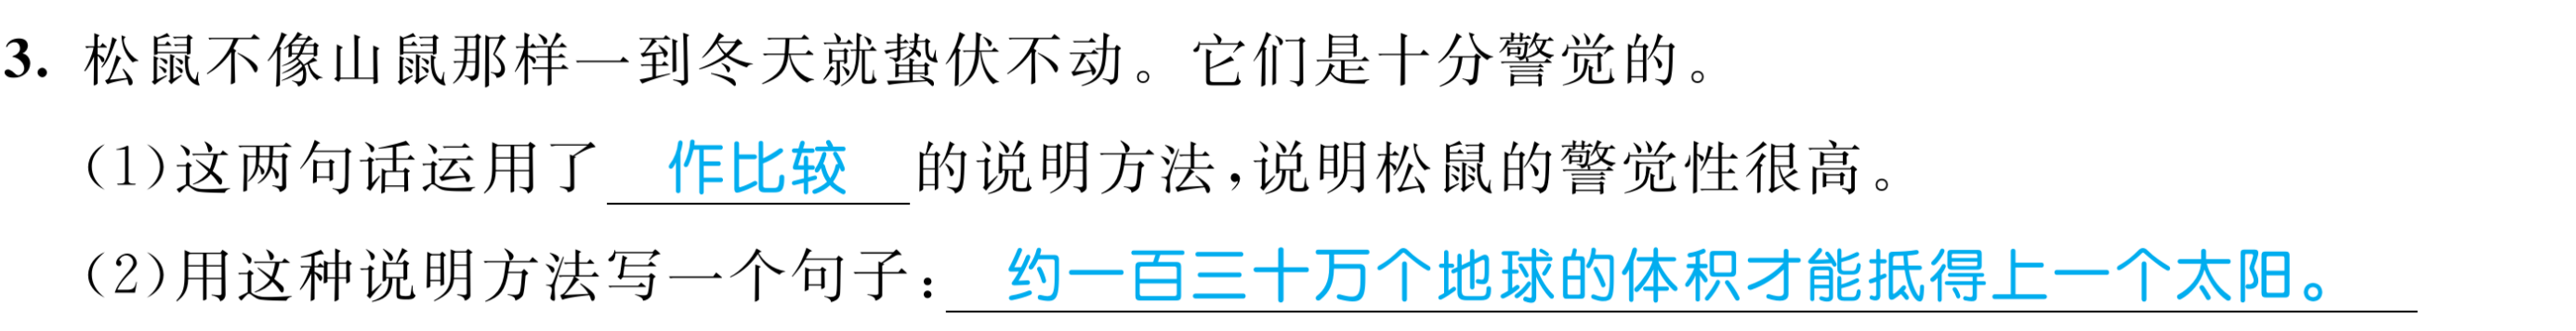 3. 松鼠不像山鼠那样一到冬天就蛰伏不动。它们是十分警觉的。
(1)这两句话运用了 作比较 的说明方法,说明松鼠的警觉性很高。
(2)用这种说明方法写一个句子: 约一百三十万个地球的体积才能抵得上一个太阳。